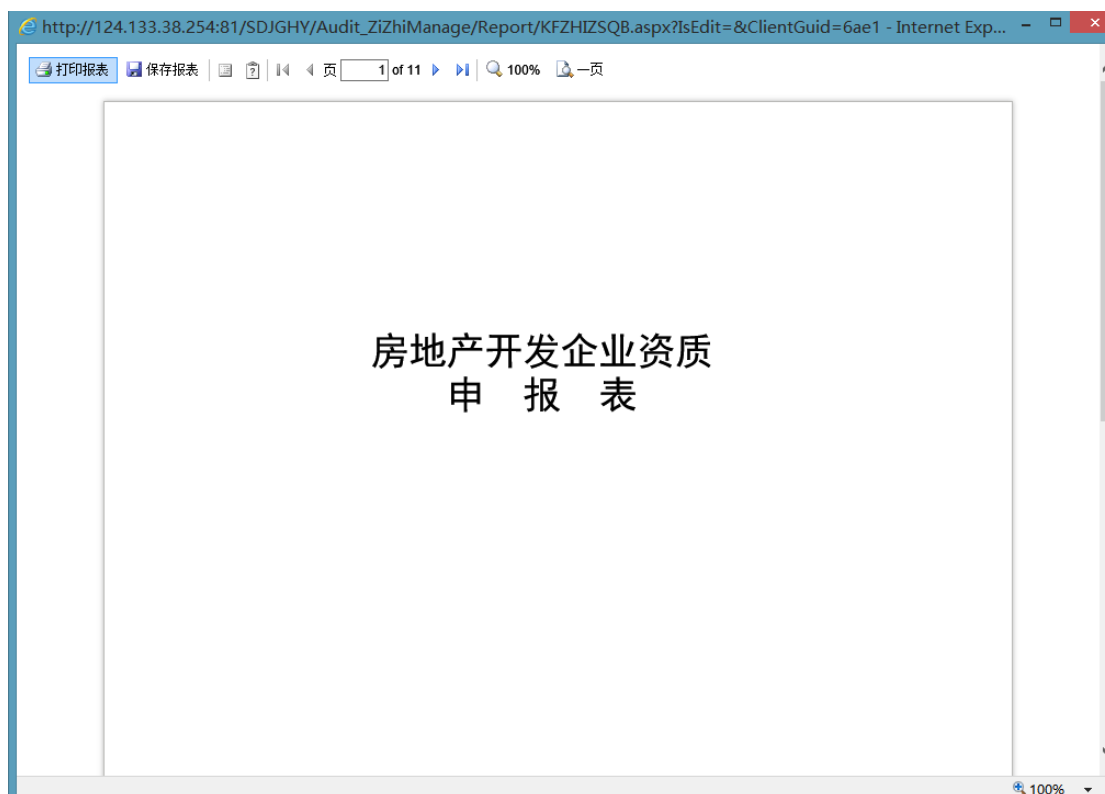 http://124.133.38.254:81/SDJGHY/Audit_ZiZhiManage/Report/KFZHIZSQB.aspx?IsEdit=&ClientGuid=6ae1 - Internet Exp...
打印报表 保存报表 页 1 of 11 100% 一页
房地产开发企业资质
申 报 表
100%